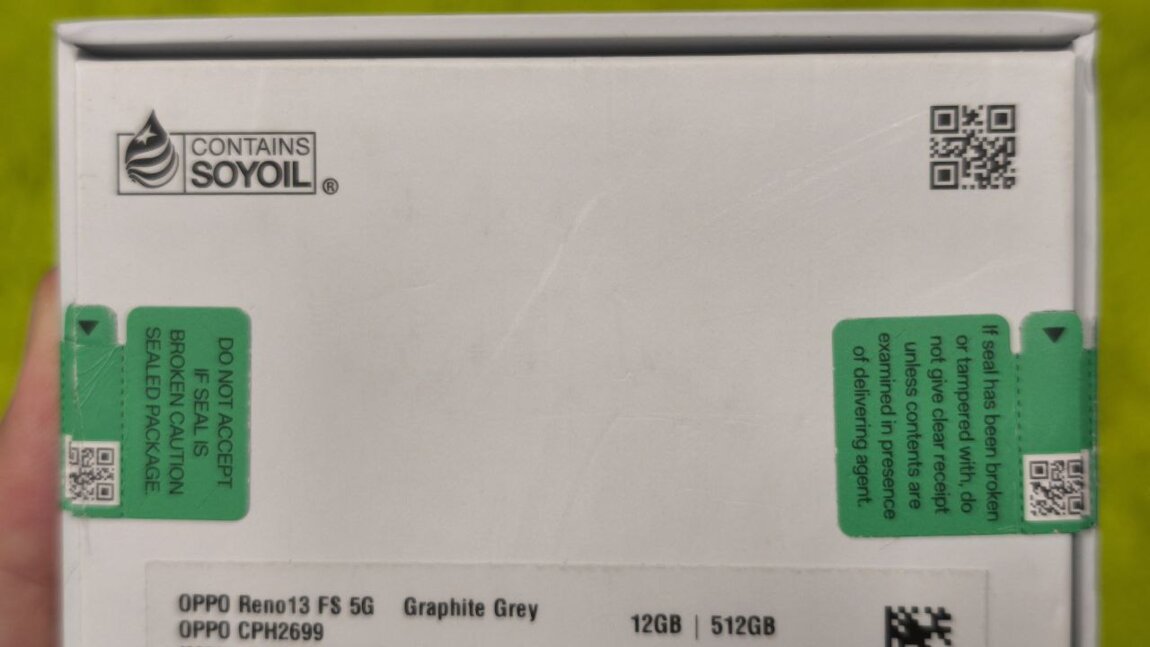 CONTAINS
SOYOIL ®
DO NOT ACCEPT
IF SEAL IS
BROKEN CAUTION
SEALED PACKAGE.
If seal has been broken
or tampered with, do
not give clear receipt
unless contents are
examined in presence
of delivering agent.
OPPO Reno13 FS 5G Graphite Grey
OPPO CPH2699
12GB | 512GB